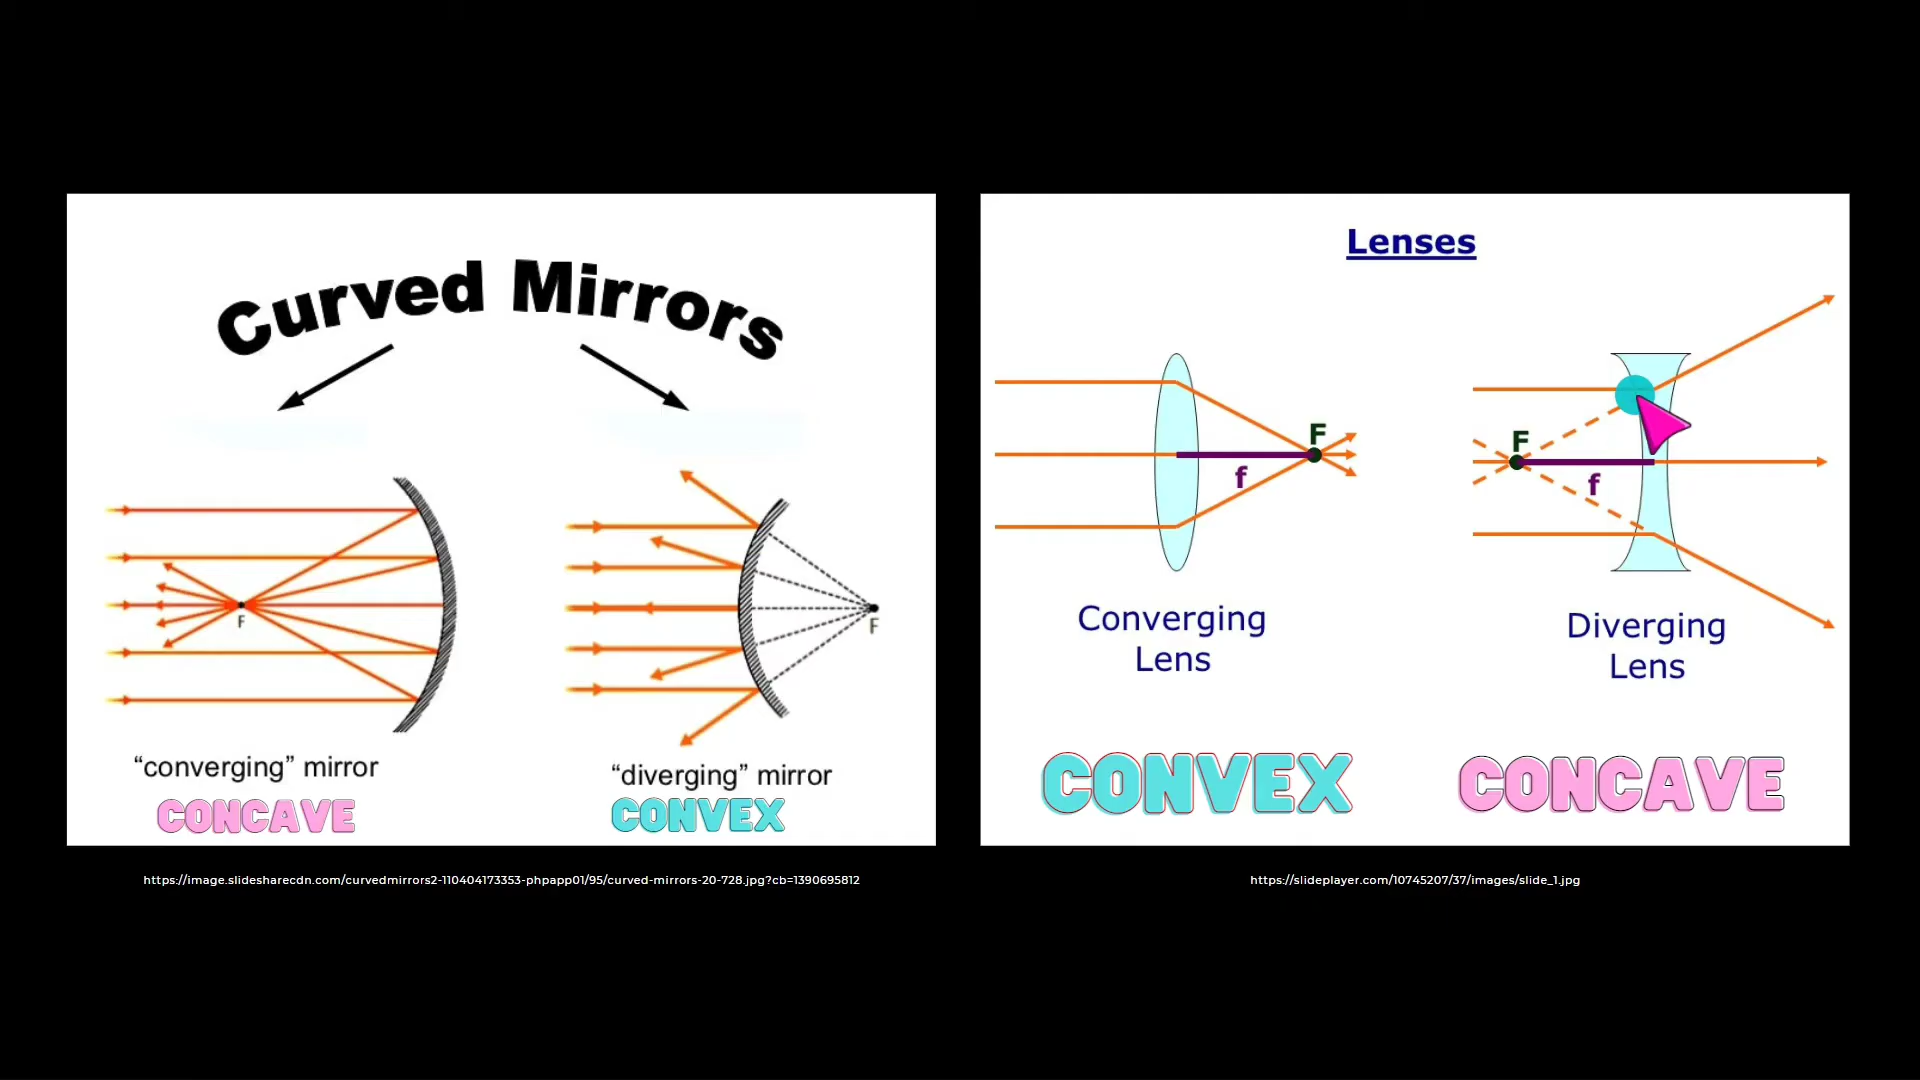 Curved Mirrors
F
F
"converging" mirror
CONCAVE
"diverging" mirror
CONVEX
https://image.slidesharecdn.com/curvedmirrors2-110404173353-phpapp01/95/curved-mirrors-20-728.jpg?cb=1390695812
Lenses
F
f
F
f
Converging
Lens
Diverging
Lens
CONVEX
CONCAVE
https://slideplayer.com/10745207/37/images/slide_1.jpg